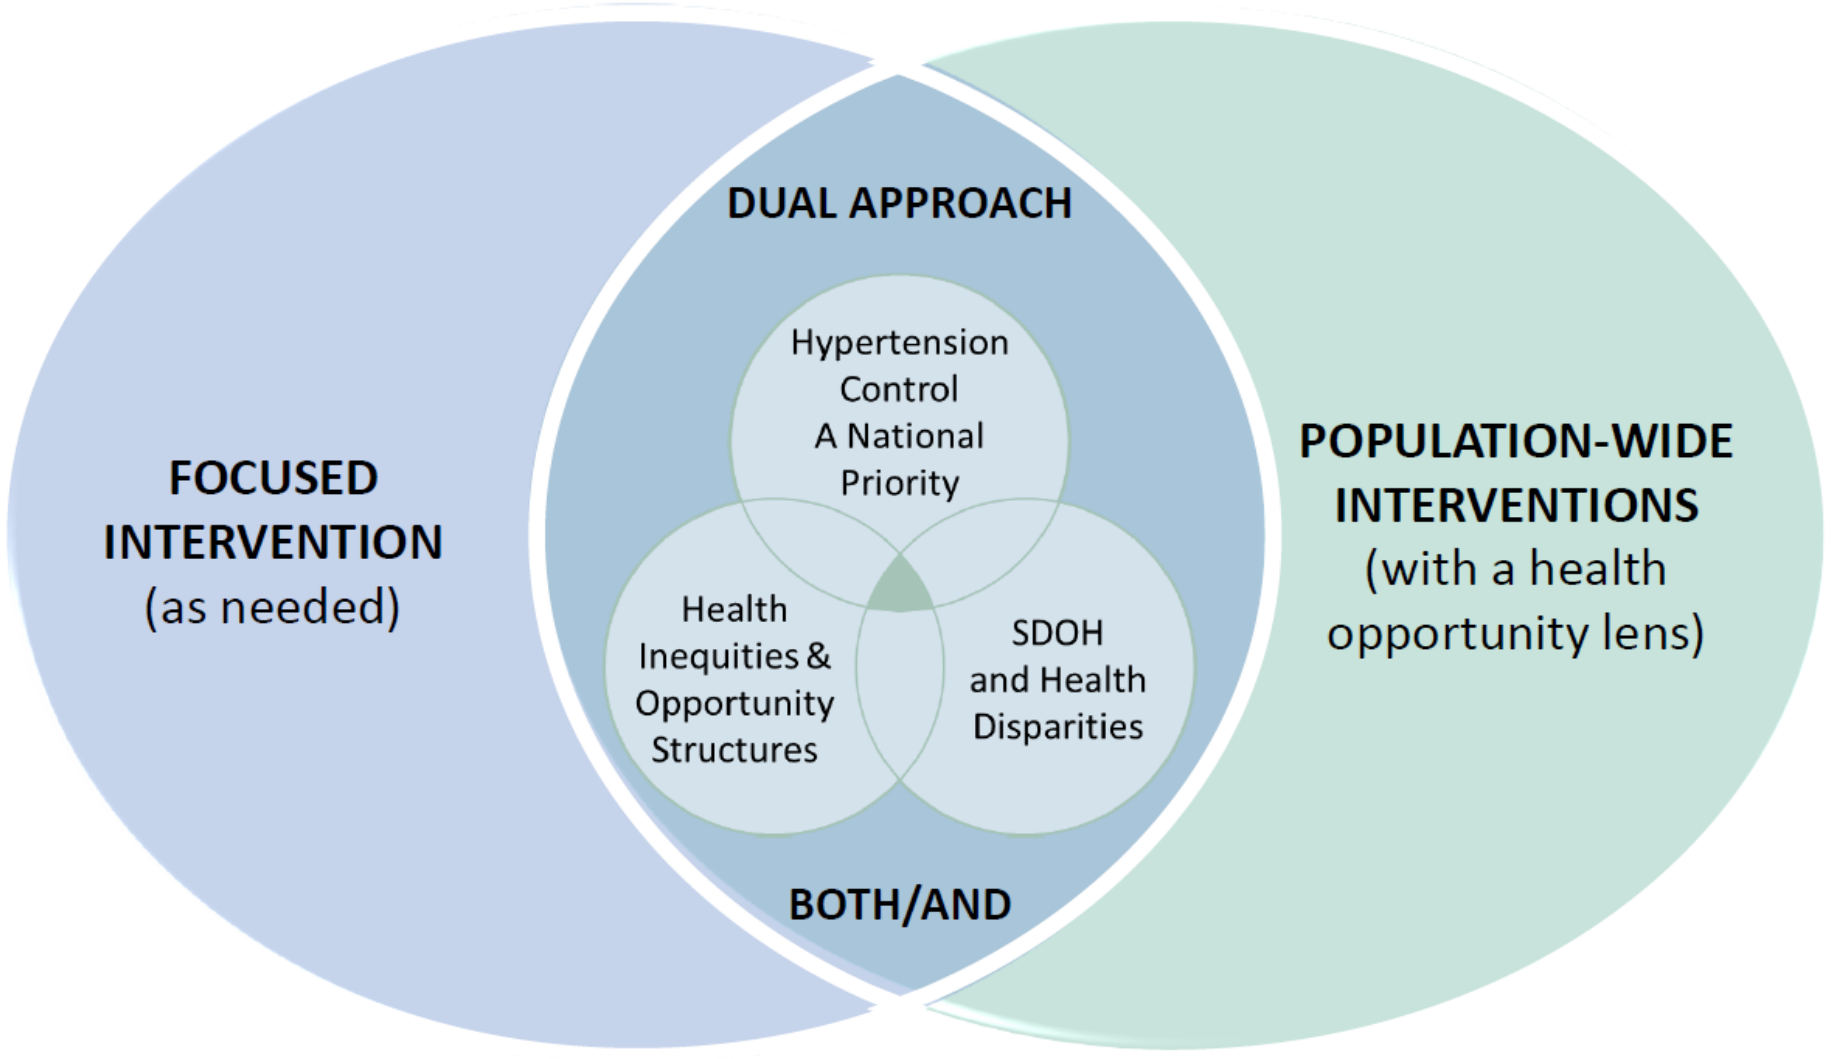 FOCUSED
INTERVENTION
(as needed)
DUAL APPROACH
Hypertension
Control
A National
Priority
Health
Inequities &
Opportunity
Structures
SDOH
and Health
Disparities
BOTH/AND
POPULATION-WIDE
INTERVENTIONS
(with a health
opportunity lens)